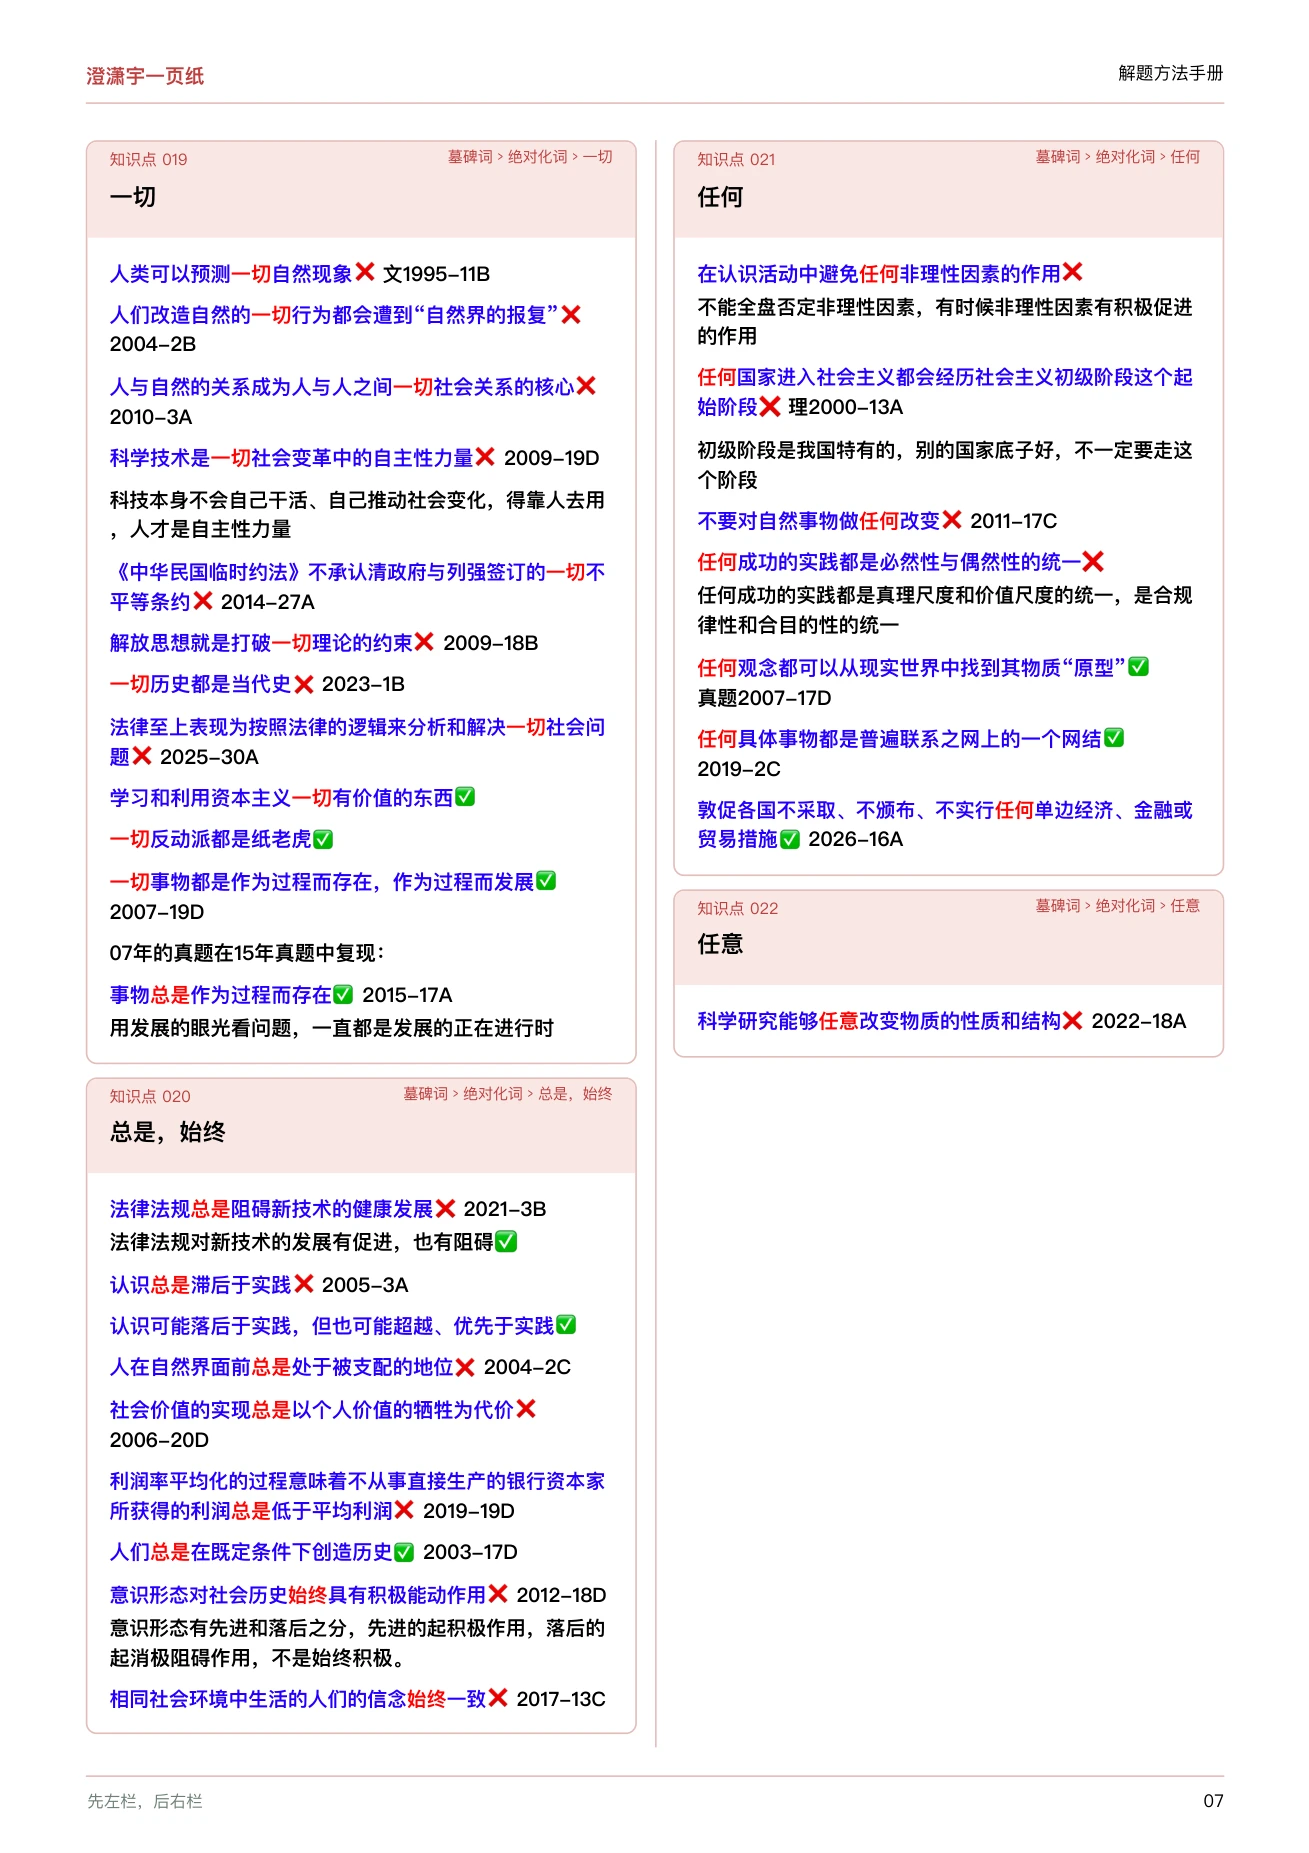 澄潇宇一页纸
解题方法手册
知识点 019
墓碑词 > 绝对化词 > 一切
一切
人类可以预测一切自然现象❌ 文1995-11B
人们改造自然的一切行为都会遭到“自然界的报复”❌
2004-2B
人与自然的关系成为人与人之间一切社会关系的核心❌
2010-3A
科学技术是一切社会变革中的自主性力量❌ 2009-19D
科技本身不会自己干活、自己推动社会变化，得靠人去用
，人才是自主性力量
《中华民国临时约法》不承认清政府与列强签订的一切不
平等条约❌ 2014-27A
解放思想就是打破一切理论的约束❌ 2009-18B
一切历史都是当代史❌ 2023-1B
法律至上表现为按照法律的逻辑来分析和解决一切社会问
题❌ 2025-30A
学习和利用资本主义一切有价值的东西✅
一切反动派都是纸老虎✅
一切事物都是作为过程而存在，作为过程而发展✅
2007-19D
07年的真题在15年真题中复现：
事物总是作为过程而存在✅ 2015-17A
用发展的眼光看问题，一直都是发展的正在进行时
知识点 020
墓碑词 > 绝对化词 > 总是，始终
总是，始终
法律法规总是阻碍新技术的健康发展❌ 2021-3B
法律法规对新技术的发展有促进，也有阻碍✅
认识总是滞后于实践❌ 2005-3A
认识可能落后于实践，但也可能超越、优先于实践✅
人在自然界面前总是处于被支配的地位❌ 2004-2C
社会价值的实现总是以个人价值的牺牲为代价❌
2006-20D
利润率平均化的过程意味着不从事直接生产的银行资本家
所获得的利润总是低于平均利润❌ 2019-19D
人们总是在既定条件下创造历史✅ 2003-17D
意识形态对社会历史始终具有积极能动作用❌ 2012-18D
意识形态有先进和落后之分，先进的起积极作用，落后的
起消极阻碍作用，不是始终积极。
相同社会环境中生活的人们的信念始终一致❌ 2017-13C
知识点 021
墓碑词 > 绝对化词 > 任何
任何
在认识活动中避免任何非理性因素的作用❌
不能全盘否定非理性因素，有时候非理性因素有积极促进
的作用
任何国家进入社会主义都会经历社会主义初级阶段这个起
始阶段❌ 理2000-13A
初级阶段是我国特有的，别的国家底子好，不一定要走这
个阶段
不要对自然事物做任何改变❌ 2011-17C
任何成功的实践都是必然性与偶然性的统一❌
任何成功的实践都是真理尺度和价值尺度的统一，是合规
律性和合目的性的统一
任何观念都可以从现实世界中找到其物质“原型”✅
真题2007-17D
任何具体事物都是普遍联系之网上的一个网结✅
2019-2C
敦促各国不采取、不颁布、不实行任何单边经济、金融或
贸易措施✅ 2026-16A
知识点 022
墓碑词 > 绝对化词 > 任意
任意
科学研究能够任意改变物质的性质和结构❌ 2022-18A
先左栏，后右栏
07